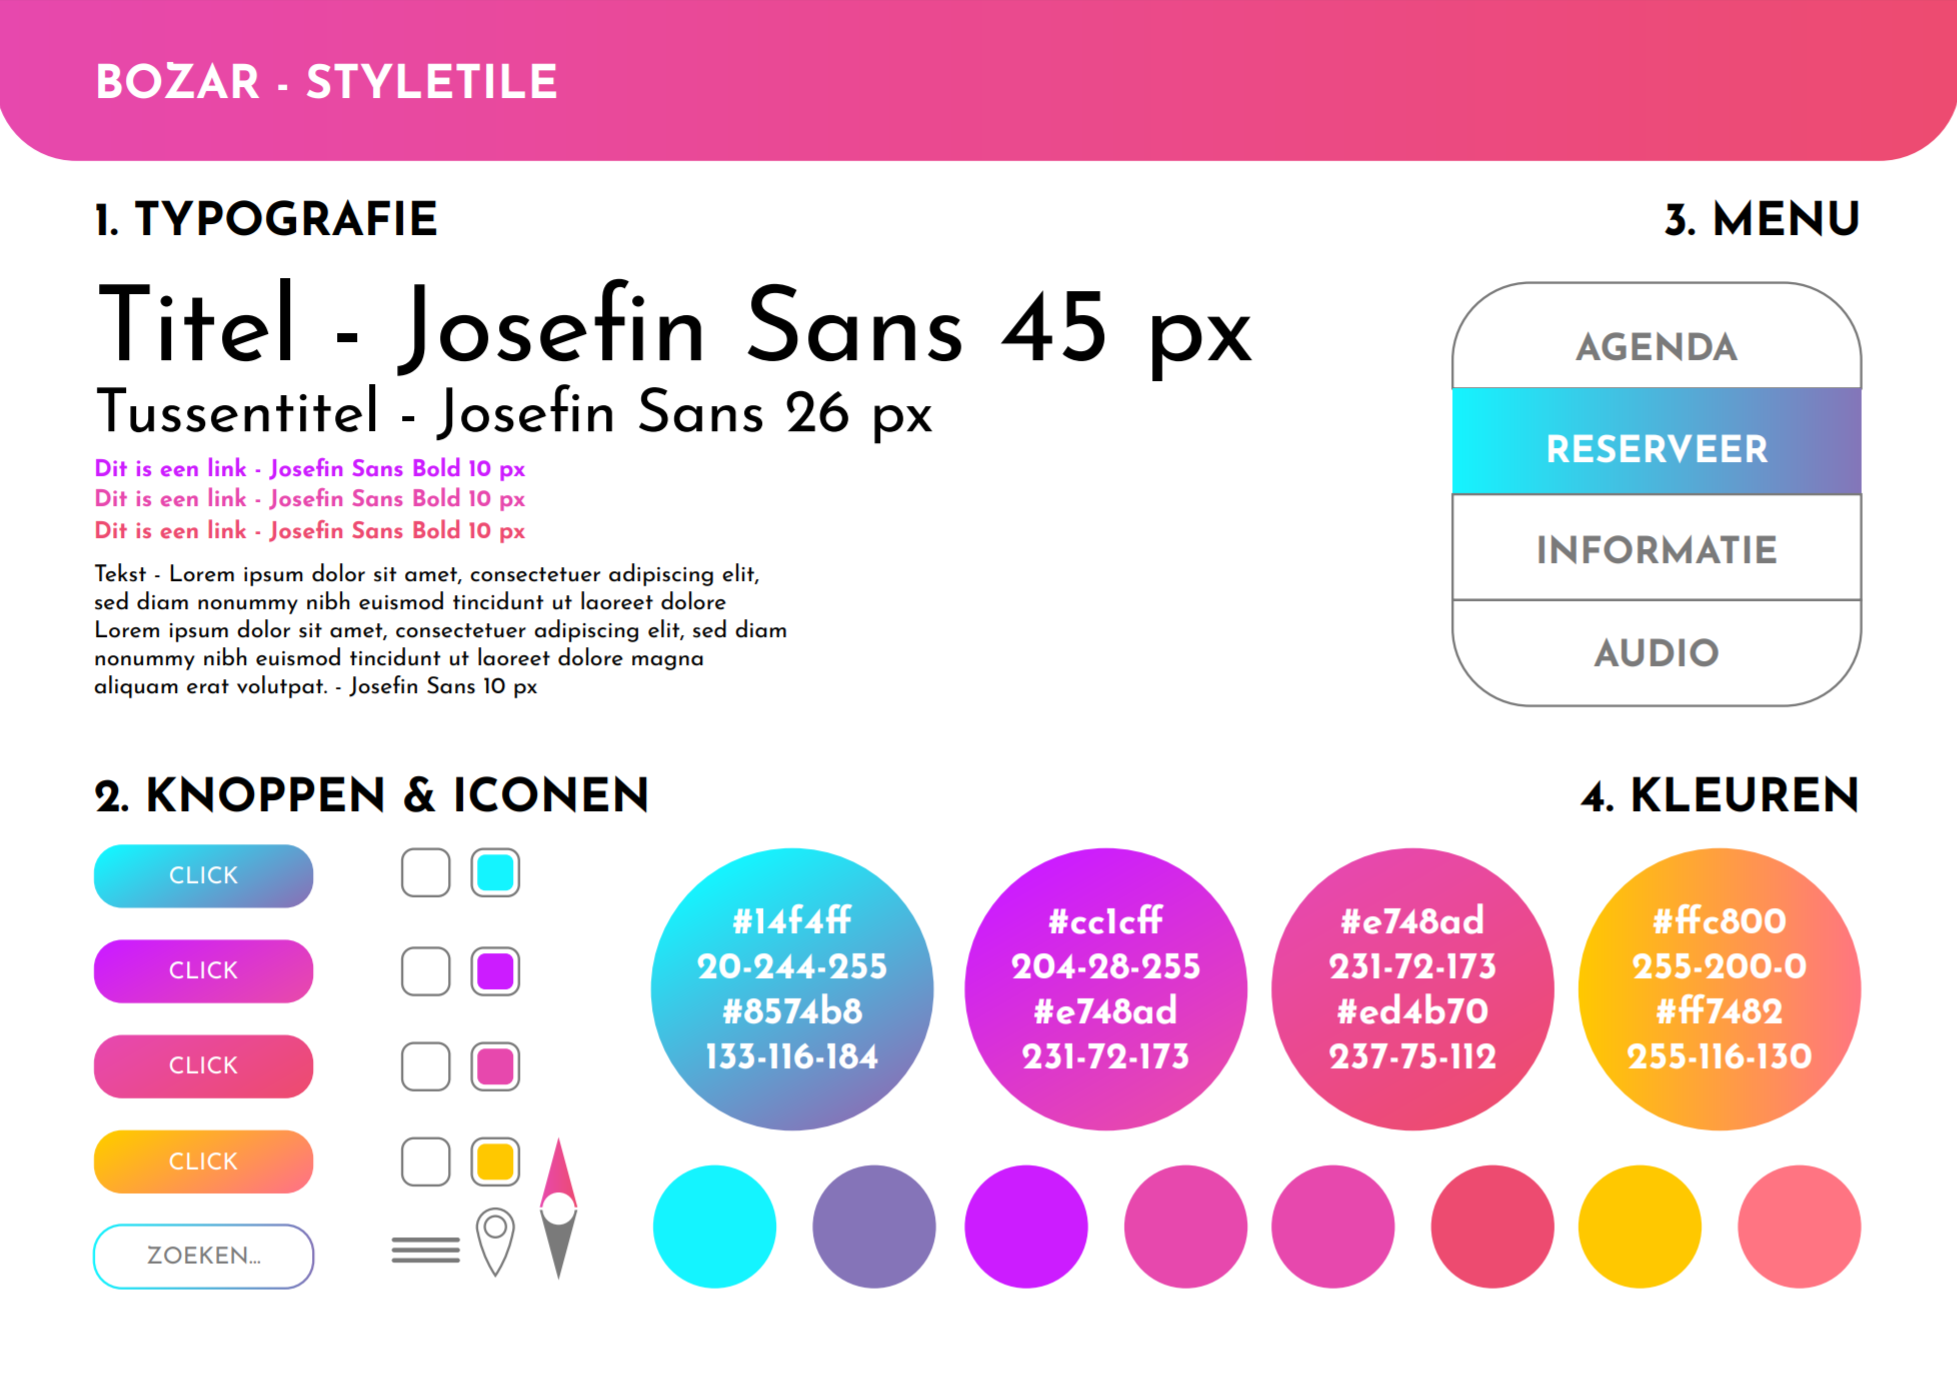 BOZAR - STYLETILE
1. TYPOGRAFIE
Titel - Josefin Sans 45 px
Tussentitel - Josefin Sans 26 px
Dit is een link - Josefin Sans Bold 10 px
Dit is een link - Josefin Sans Bold 10 px
Dit is een link - Josefin Sans Bold 10 px
Tekst - Lorem ipsum dolor sit amet, consectetuer adipiscing elit,
sed diam nonummy nibh euismod tincidunt ut laoreet dolore
Lorem ipsum dolor sit amet, consectetuer adipiscing elit, sed diam
nonummy nibh euismod tincidunt ut laoreet dolore magna
aliquam erat volutpat. - Josefin Sans 10 px
3. MENU
AGENDA
RESERVEER
INFORMATIE
AUDIO
2. KNOPPEN & ICONEN
CLICK
CLICK
CLICK
CLICK
ZOEKEN...
4. KLEUREN
#14f4ff
20-244-255
#8574b8
133-116-184
#cc1cff
204-28-255
#e748ad
231-72-173
#e748ad
231-72-173
#ed4b70
237-75-112
#ffc800
255-200-0
#ff7482
255-116-130